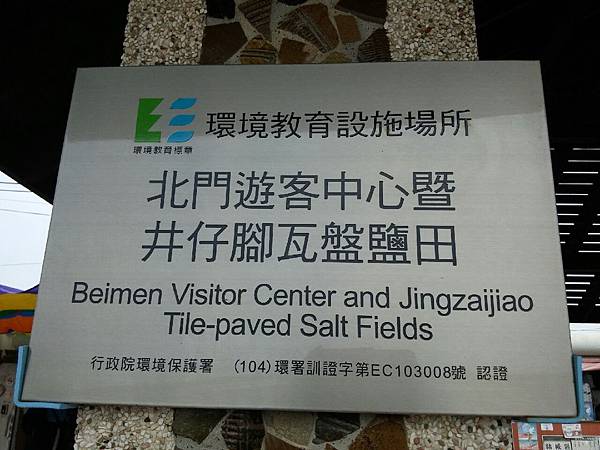 環境教育設施場所
環境教育標章
北門遊客中心暨
井仔腳瓦盤鹽田
Beimen Visitor Center and Jingzaijiao
Tile-paved Salt Fields
行政院環境保護署 (104)環署訓證字第EC103008號 認證